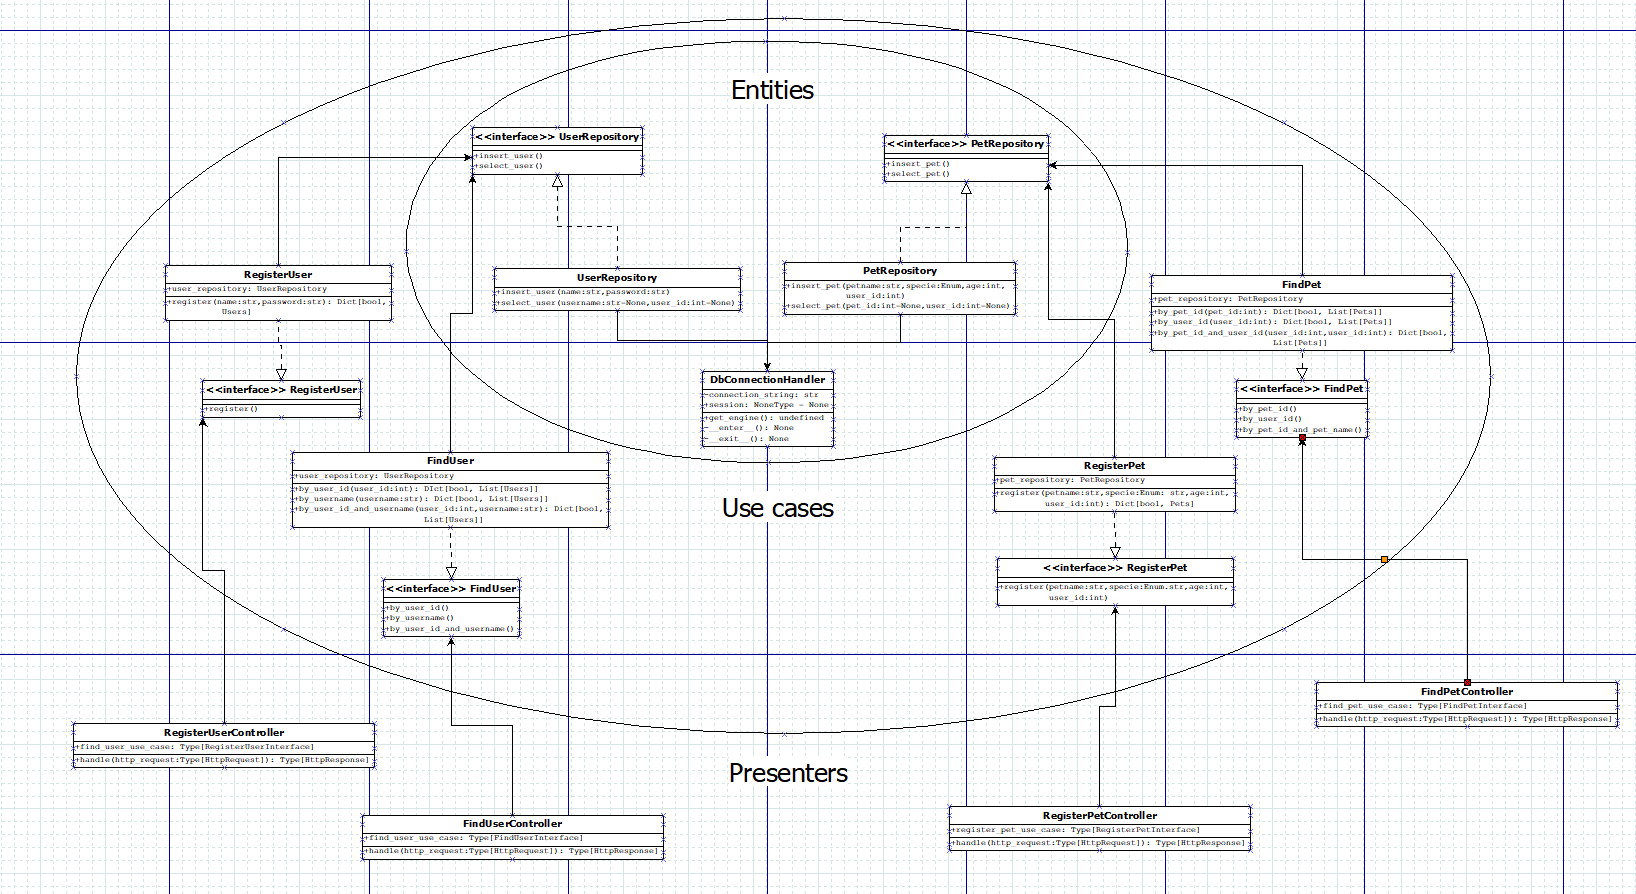 Entities
<<interface>> UserRepository
+insert_user()
+select_user()
<<interface>> PetRepository
+insert_pet()
+select_pet()
RegisterUser
+user_repository: UserRepository
+register(name:str,password:str): Dict[bool,
Users]
UserRepository
+insert_user(name:str,password:str)
+select_user(username:str=None,user_id:int=None)
PetRepository
+insert_pet(petname:str,specie:Enum,age:int,
user_id:int)
+select_pet(pet_id:int=None,user_id:int=None)
FindPet
+pet_repository: PetRepository
+by_pet_id(pet_id:int): Dict[bool, List[Pets]]
+by_user_id(user_id:int): Dict[bool, List[Pets]]
+by_pet_id_and_user_id(user_id:int,user_id:int): Dict[bool,
List[Pets]]
<<interface>> RegisterUser
+register()
DbConnectionHandler
-connection_string: str
+session: NoneType = None
+get_engine(): undefined
-__enter__(): None
-__exit__(): None
<<interface>> FindPet
+by_pet_id()
+by_user_id()
+by_pet_id_and_pet_name()
FindUser
+user_repository: UserRepository
+by_user_id(user_id:int): DIct[bool, List[Users]]
+by_username(username:str): Dict[bool, List[Users]]
+by_user_id_and_username(user_id:int,username:str): Dict[bool,
List[Users]]
Use cases
RegisterPet
+pet_repository: PetRepository
+register(petname:str,specie:Enum: str,age:int,
user_id:int): Dict[bool, Pets]
<<interface>> FindUser
+by_user_id()
+by_username()
+by_user_id_and_username()
<<interface>> RegisterPet
+register(petname:str,specie:Enum.str,age:int,
user_id:int)
RegisterUserController
+find_user_use_case: Type[RegisterUserInterface]
+handle(http_request:Type[HttpRequest]): Type[HttpResponse]
FindPetController
+find_pet_use_case: Type[FindPetInterface]
+handle(http_request:Type[HttpRequest]): Type[HttpResponse]
Presenters
FindUserController
+find_user_use_case: Type[FindUserInterface]
+handle(http_request:Type[HttpRequest]): Type[HttpResponse]
RegisterPetController
+register_pet_use_case: Type[RegisterPetInterface]
+handle(http_request:Type[HttpRequest]): Type[HttpResponse]